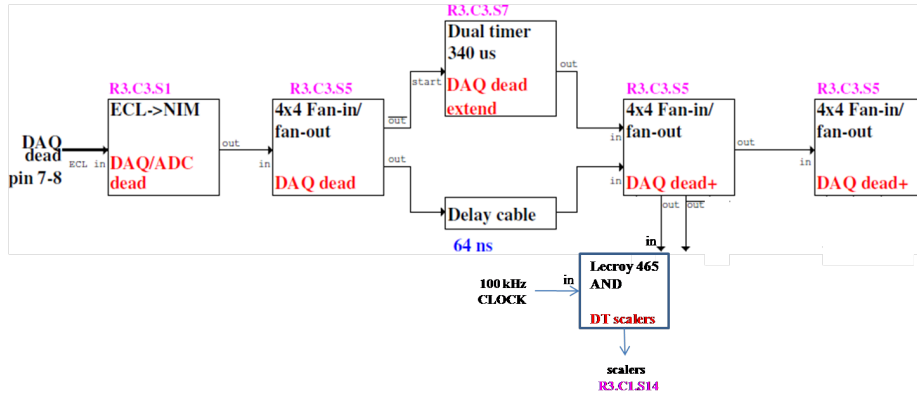 R3.C3.S7
Dual timer
340 us
DAQ dead
extend
start
out
R3.C3.S1
ECL->NIM
DAQ/ADC
dead
out
DAQ
dead
pin 7-8
ECL in
R3.C3.S5
4x4 Fan-in/
fan-out
DAQ dead
in
out
out
Delay cable
64 ns
R3.C3.S5
4x4 Fan-in/
fan-out
DAQ dead+
in
in
out
out
out
R3.C3.S5
4x4 Fan-in/
fan-out
DAQ dead+
in
in
Lecroy 465
AND
DT scalers
in
100 kHz
CLOCK
scalers
R3.C1.S14